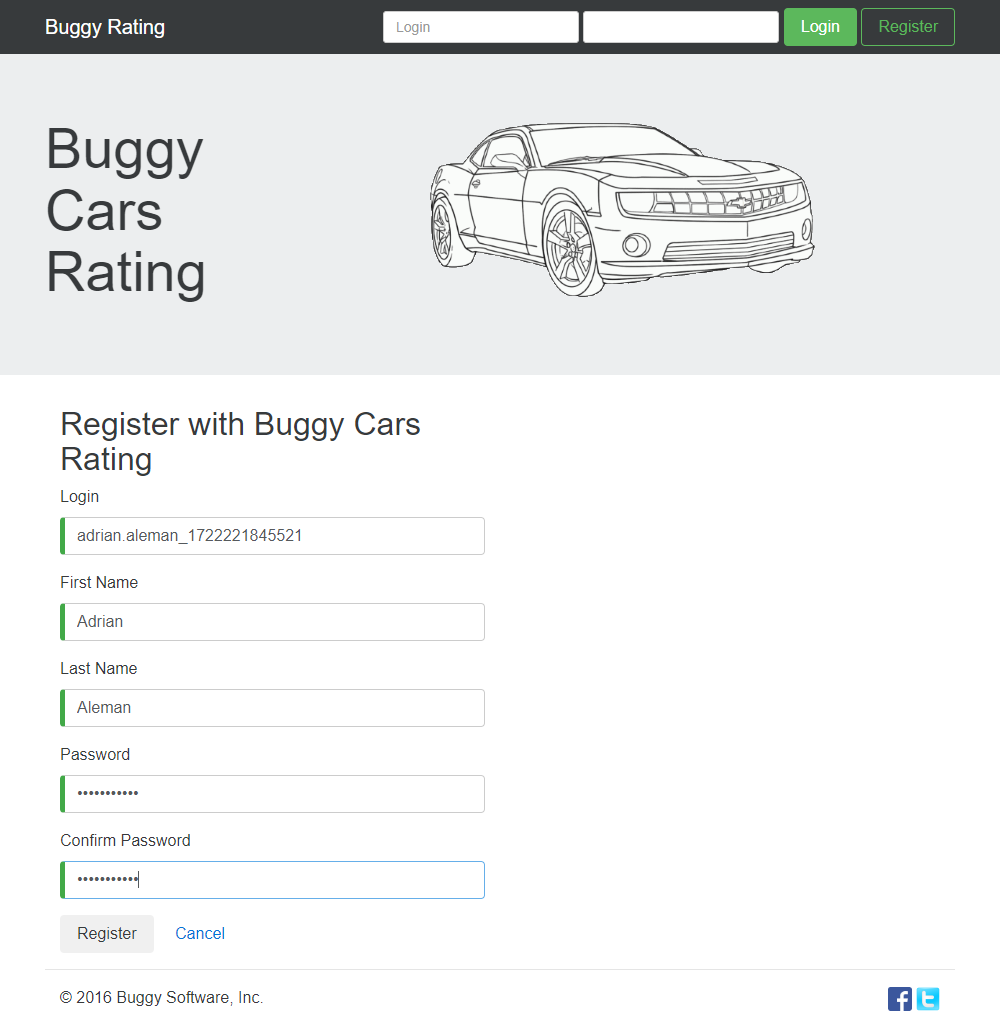 Buggy Rating
Login
Login
Register
Buggy
Cars
Rating
Register with Buggy Cars
Rating
Login
adrian.aleman_1722221845521
First Name
Adrian
Last Name
Aleman
Password
•••••••••••
Confirm Password
•••••••••••
Register
Cancel
© 2016 Buggy Software, Inc.